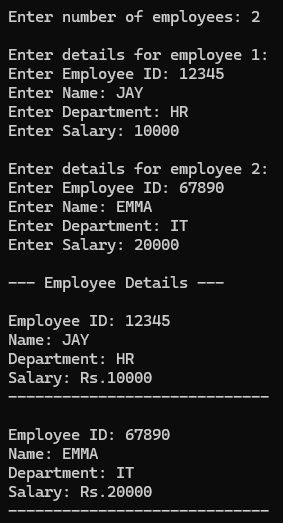 Enter number of employees: 2
Enter details for employee 1:
Enter Employee ID: 12345
Enter Name: JAY
Enter Department: HR
Enter Salary: 10000
Enter details for employee 2:
Enter Employee ID: 67890
Enter Name: EMMA
Enter Department: IT
Enter Salary: 20000
--- Employee Details ---
Employee ID: 12345
Name: JAY
Department: HR
Salary: Rs.10000
-----------------------------
Employee ID: 67890
Name: EMMA
Department: IT
Salary: Rs.20000
-----------------------------